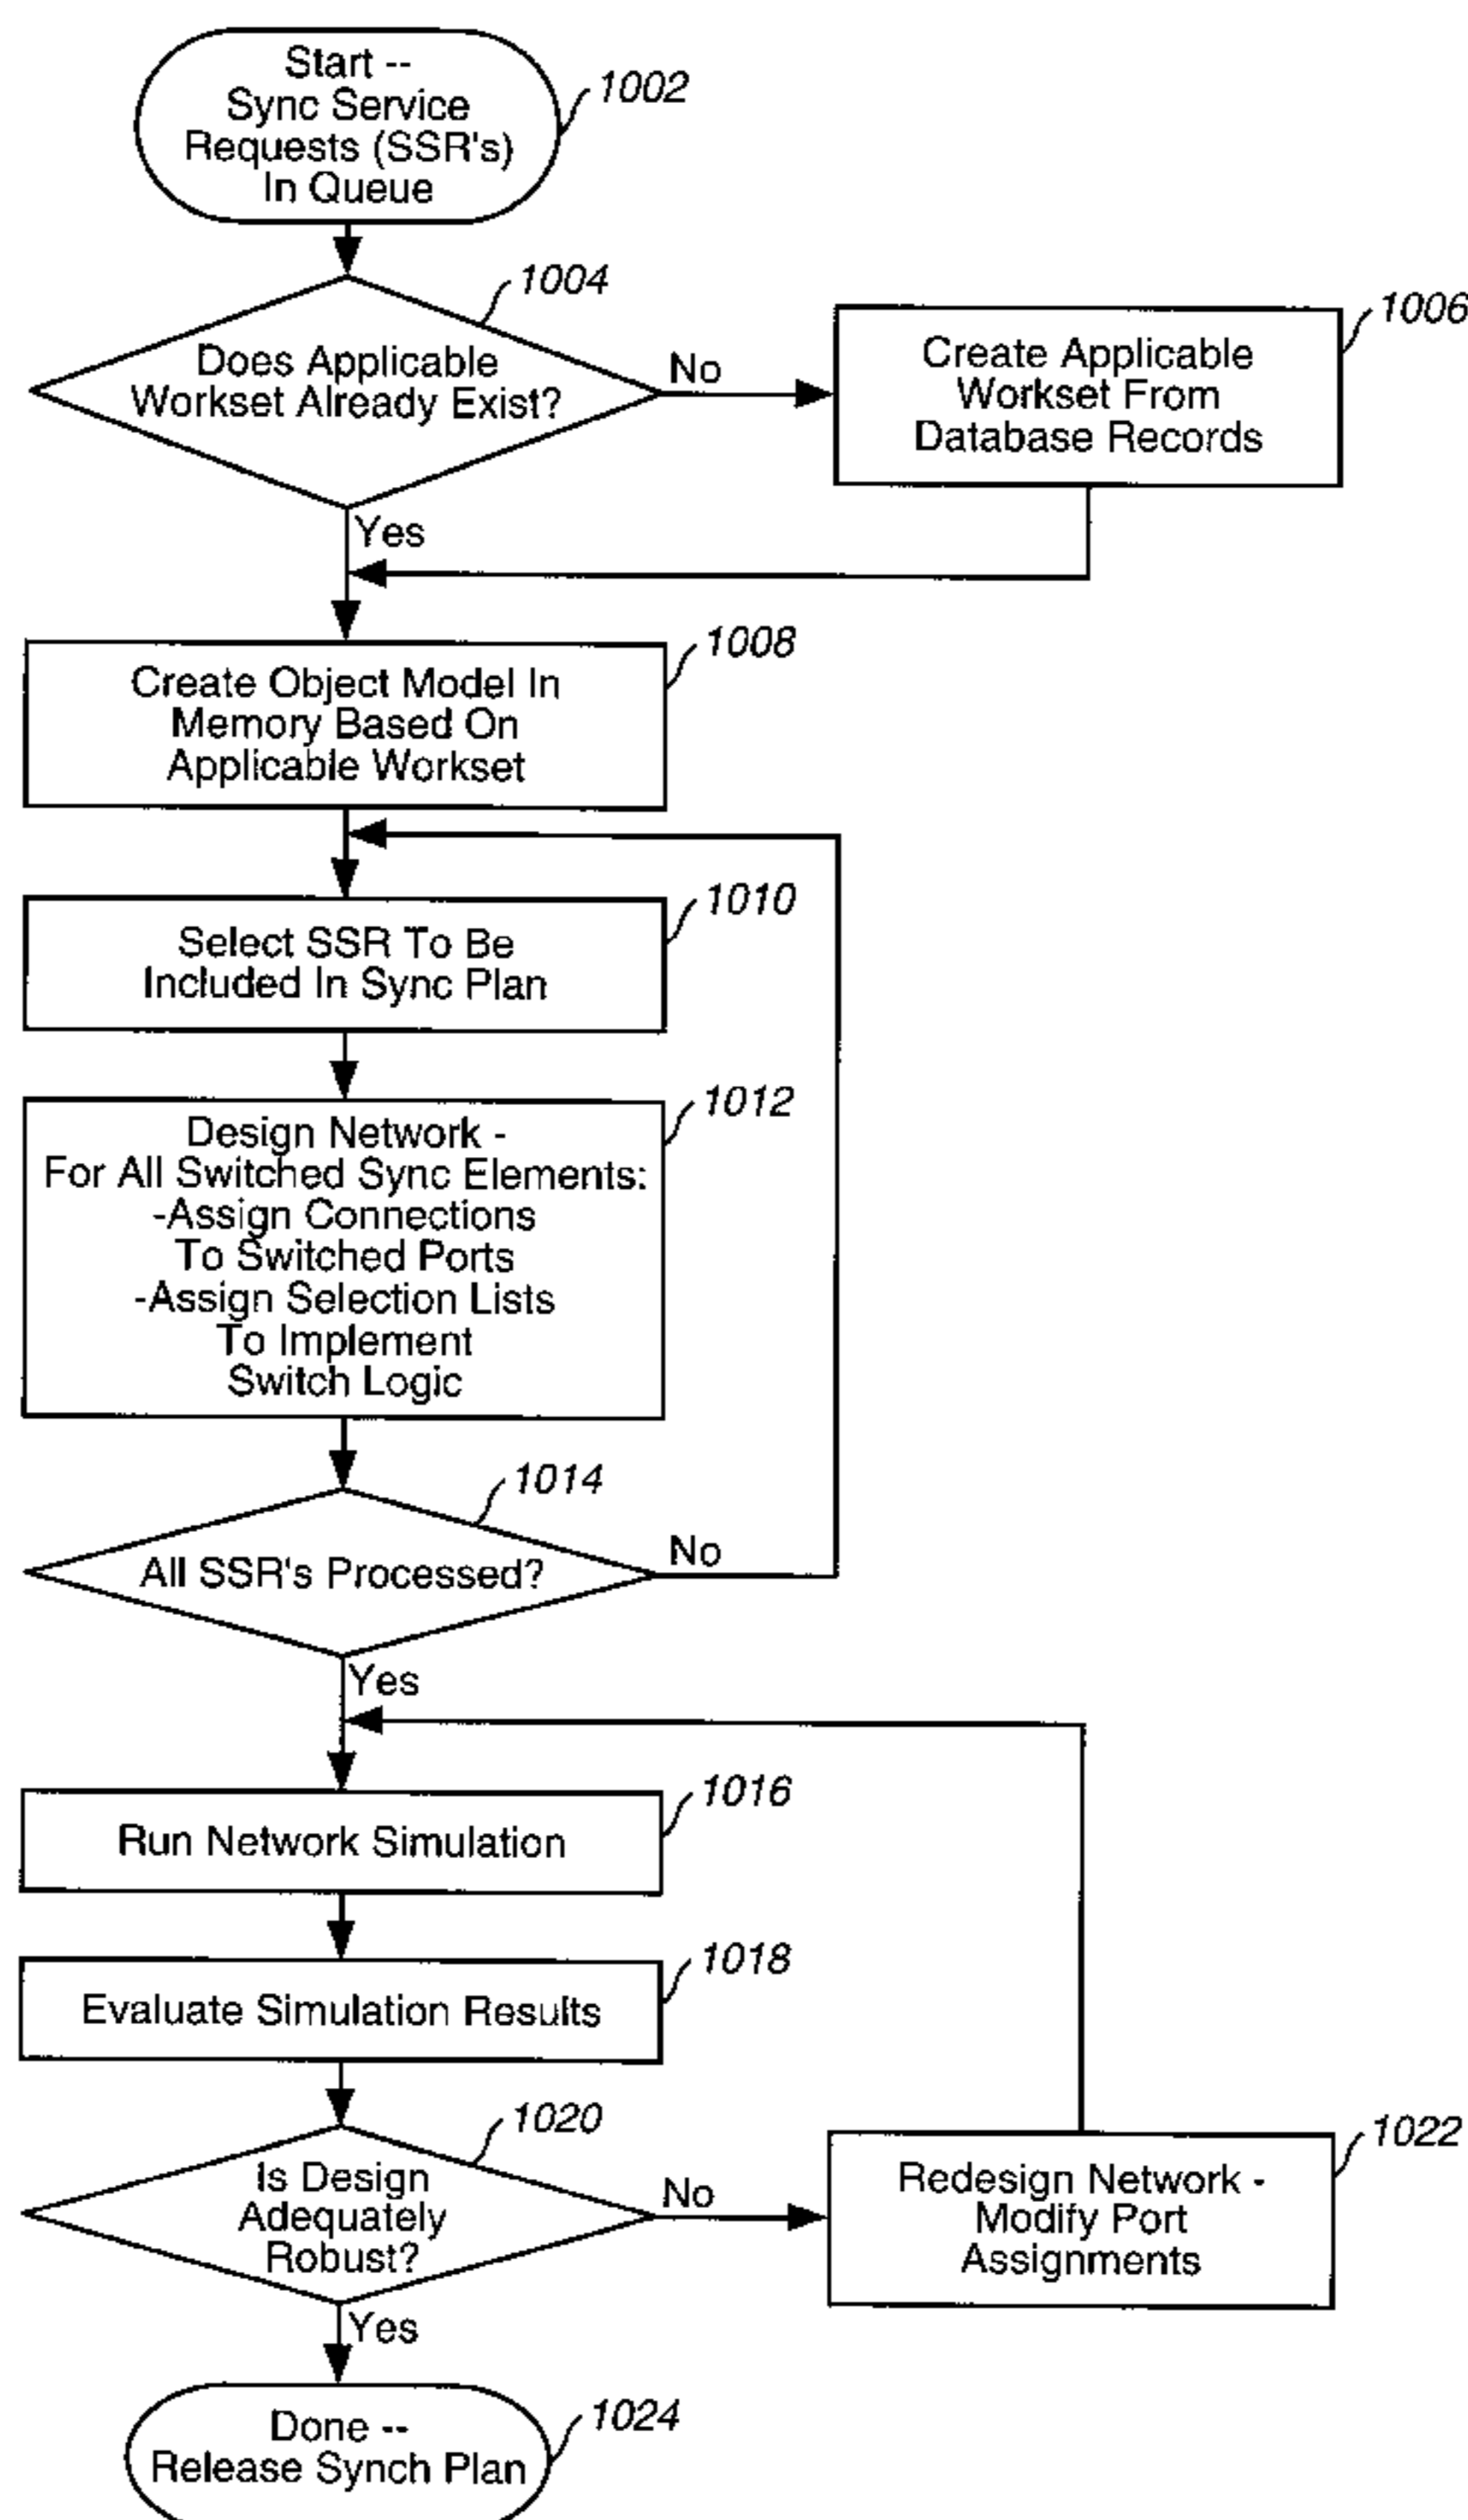 Start --
Sync Service
Requests (SSR's)
In Queue
1002
1004
Does Applicable
Workset Already Exist?
No
1006
Create Applicable
Workset From
Database Records
Yes
1008
Create Object Model In
Memory Based On
Applicable Workset
1010
Select SSR To Be
Included In Sync Plan
1012
Design Network -
For All Switched Sync Elements:
-Assign Connections
To Switched Ports
-Assign Selection Lists
To Implement
Switch Logic
1014
All SSR's Processed?
No
Yes
1016
Run Network Simulation
1018
Evaluate Simulation Results
1020
Is Design
Adequately
Robust?
No
1022
Redesign Network -
Modify Port
Assignments
Yes
1024
Done --
Release Synch Plan